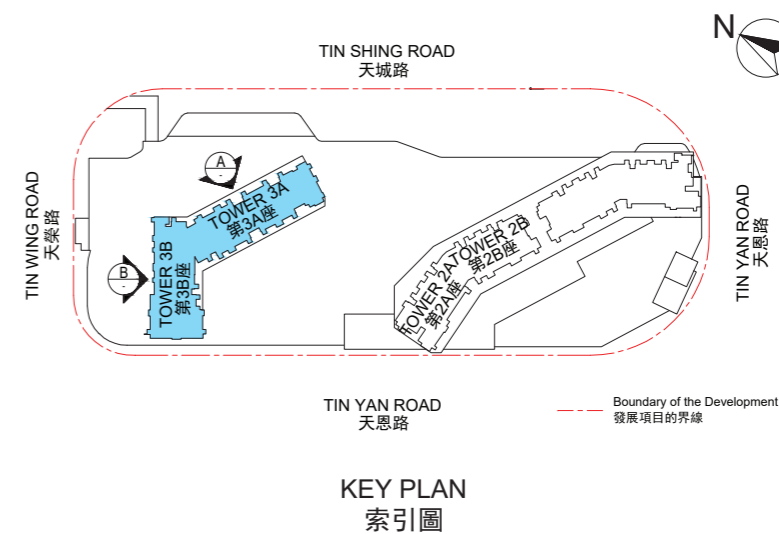 N
TIN SHING ROAD
天城路
TIN WING ROAD
天榮路
A
-
TOWER 3A
第3A座
B
-
TOWER 3B
第3B座
TOWER 2A
第2A座
TOWER 2B
第2B座
TIN YAN ROAD
天恩路
TIN YAN ROAD
天恩路
Boundary of the Development
發展項目的界線
KEY PLAN
索引圖